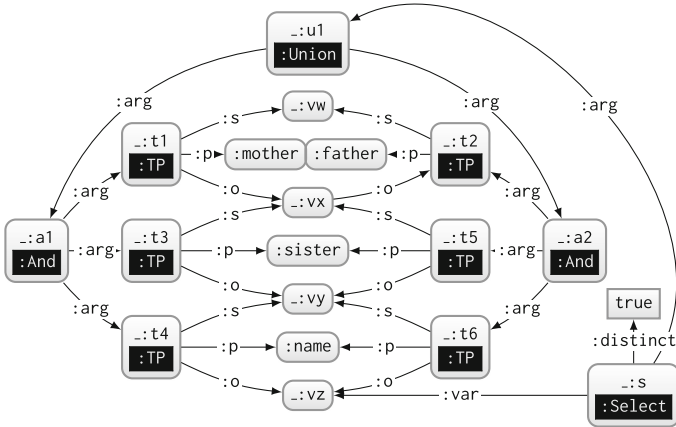 _:u1
:Union
:arg
:arg
:arg
:s
_:vw
:s
_:t1
:TP
:p
:mother
:father
:p
_:t2
:TP
:arg
:o
_:vx
:o
:arg
:s
:s
_:a1
:And
:arg
_:t3
:TP
:p
:sister
:p
_:t5
:TP
:arg
_:a2
:And
:o
:o
:arg
:s
_:vy
:s
:arg
true
_:t4
:TP
:p
:name
:p
_:t6
:TP
:distinct
:o
_:vz
:o
:var
_:s
:Select